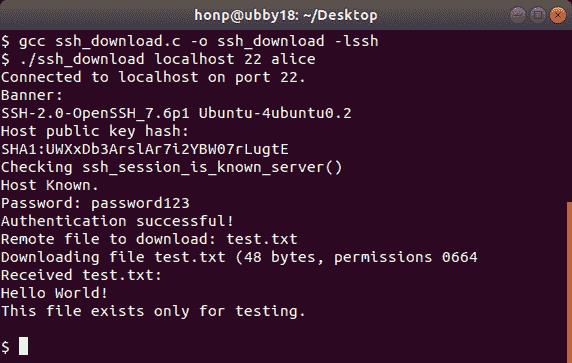 honp@ubby18: ~/Desktop
$ gcc ssh_download.c -o ssh_download -lssh
$ ./ssh_download localhost 22 alice
Connected to localhost on port 22.
Banner:
SSH-2.0-OpenSSH_7.6p1 Ubuntu-4ubuntu0.2
Host public key hash:
SHA1:UWXxDb3ArslAr7i2YBW07rLugtE
Checking ssh_session_is_known_server()
Host Known.
Password: password123
Authentication successful!
Remote file to download: test.txt
Downloading file test.txt (48 bytes, permissions 0664
Received test.txt:
Hello World!
This file exists only for testing.
$